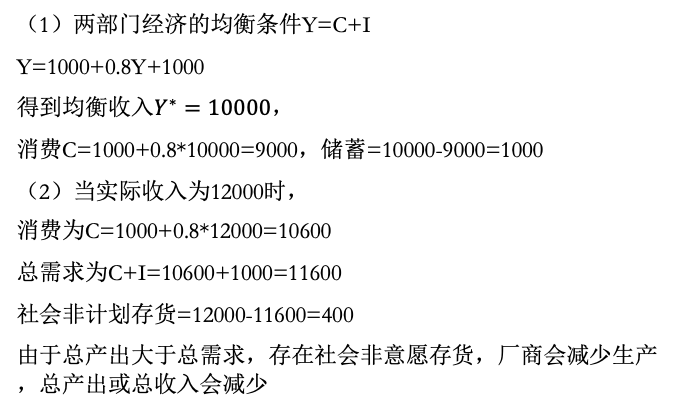 （1）两部门经济的均衡条件Y=C+I
Y=1000+0.8Y+1000
得到均衡收入Y* = 10000，
消费C=1000+0.8*10000=9000，储蓄=10000-9000=1000
（2）当实际收入为12000时，
消费为C=1000+0.8*12000=10600
总需求为C+I=10600+1000=11600
社会非计划存货=12000-11600=400
由于总产出大于总需求，存在社会非意愿存货，厂商会减少生产
，总产出或总收入会减少